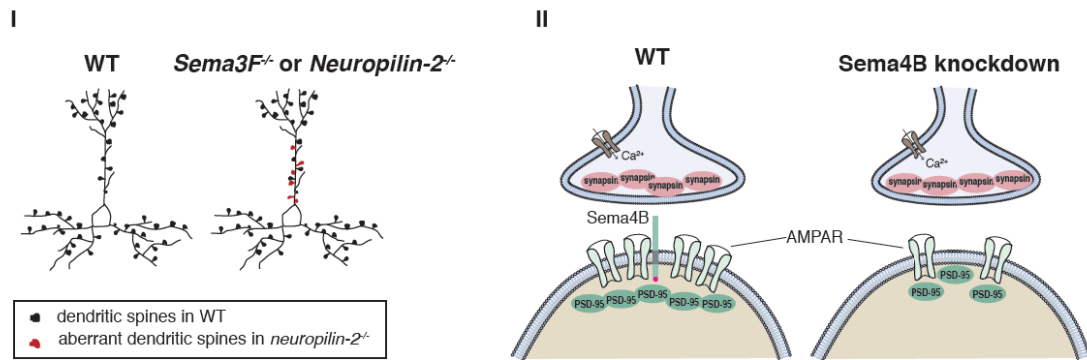 I
WT
Sema3F-/- or Neuropilin-2-/-
dendritic spines in WT
aberrant dendritic spines in neuropilin-2-/-
II
WT
Sema4B knockdown
Ca2+
synapsin synapsin synapsin synapsin
Sema4B
AMPAR
PSD-95 PSD-95 PSD-95 PSD-95 PSD-95
Ca2+
synapsin synapsin synapsin synapsin
PSD-95 PSD-95 PSD-95